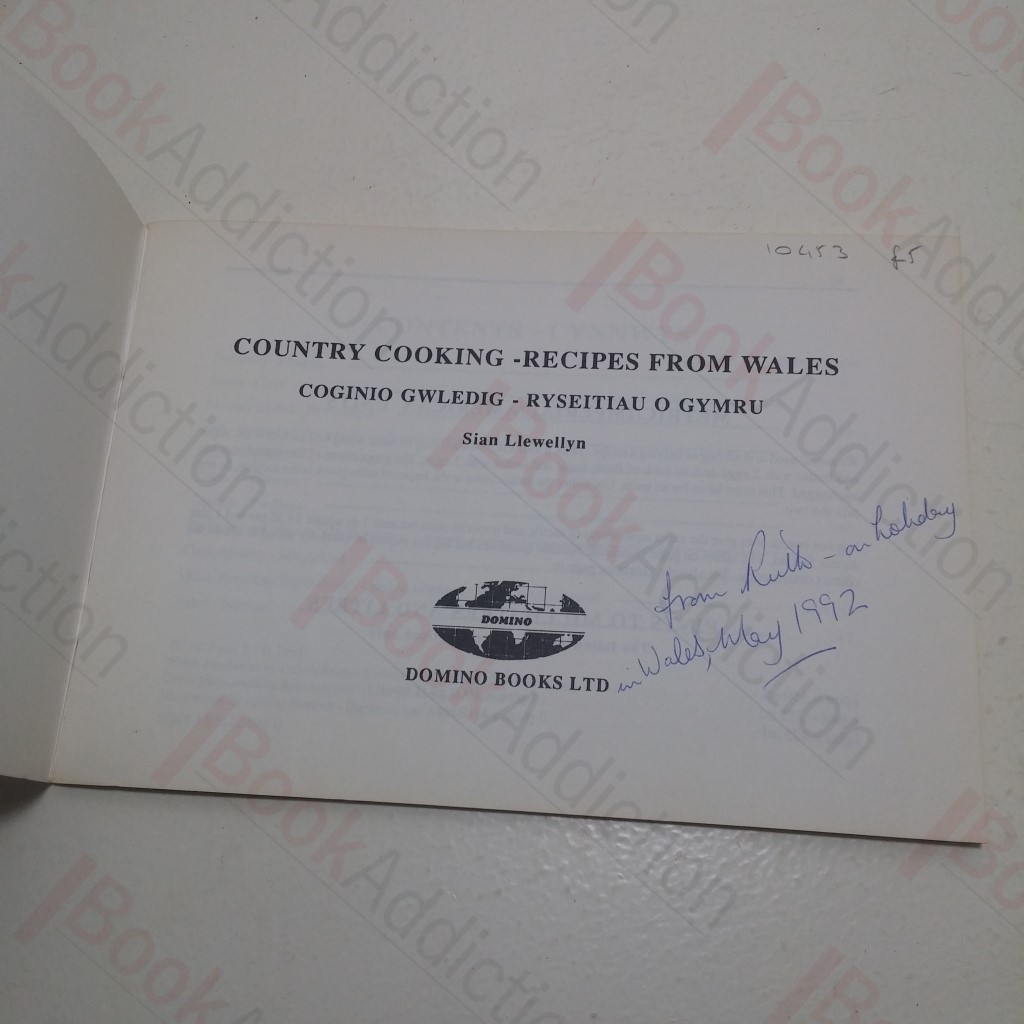 10453 £5
COUNTRY COOKING -RECIPES FROM WALES
COGINIO GWLEDIG - RYSEITIAU O GYMRU
Sian Llewellyn
from Ruth - on holiday
in Wales, May 1992
DOMINO
DOMINO BOOKS LTD
BookAddiction